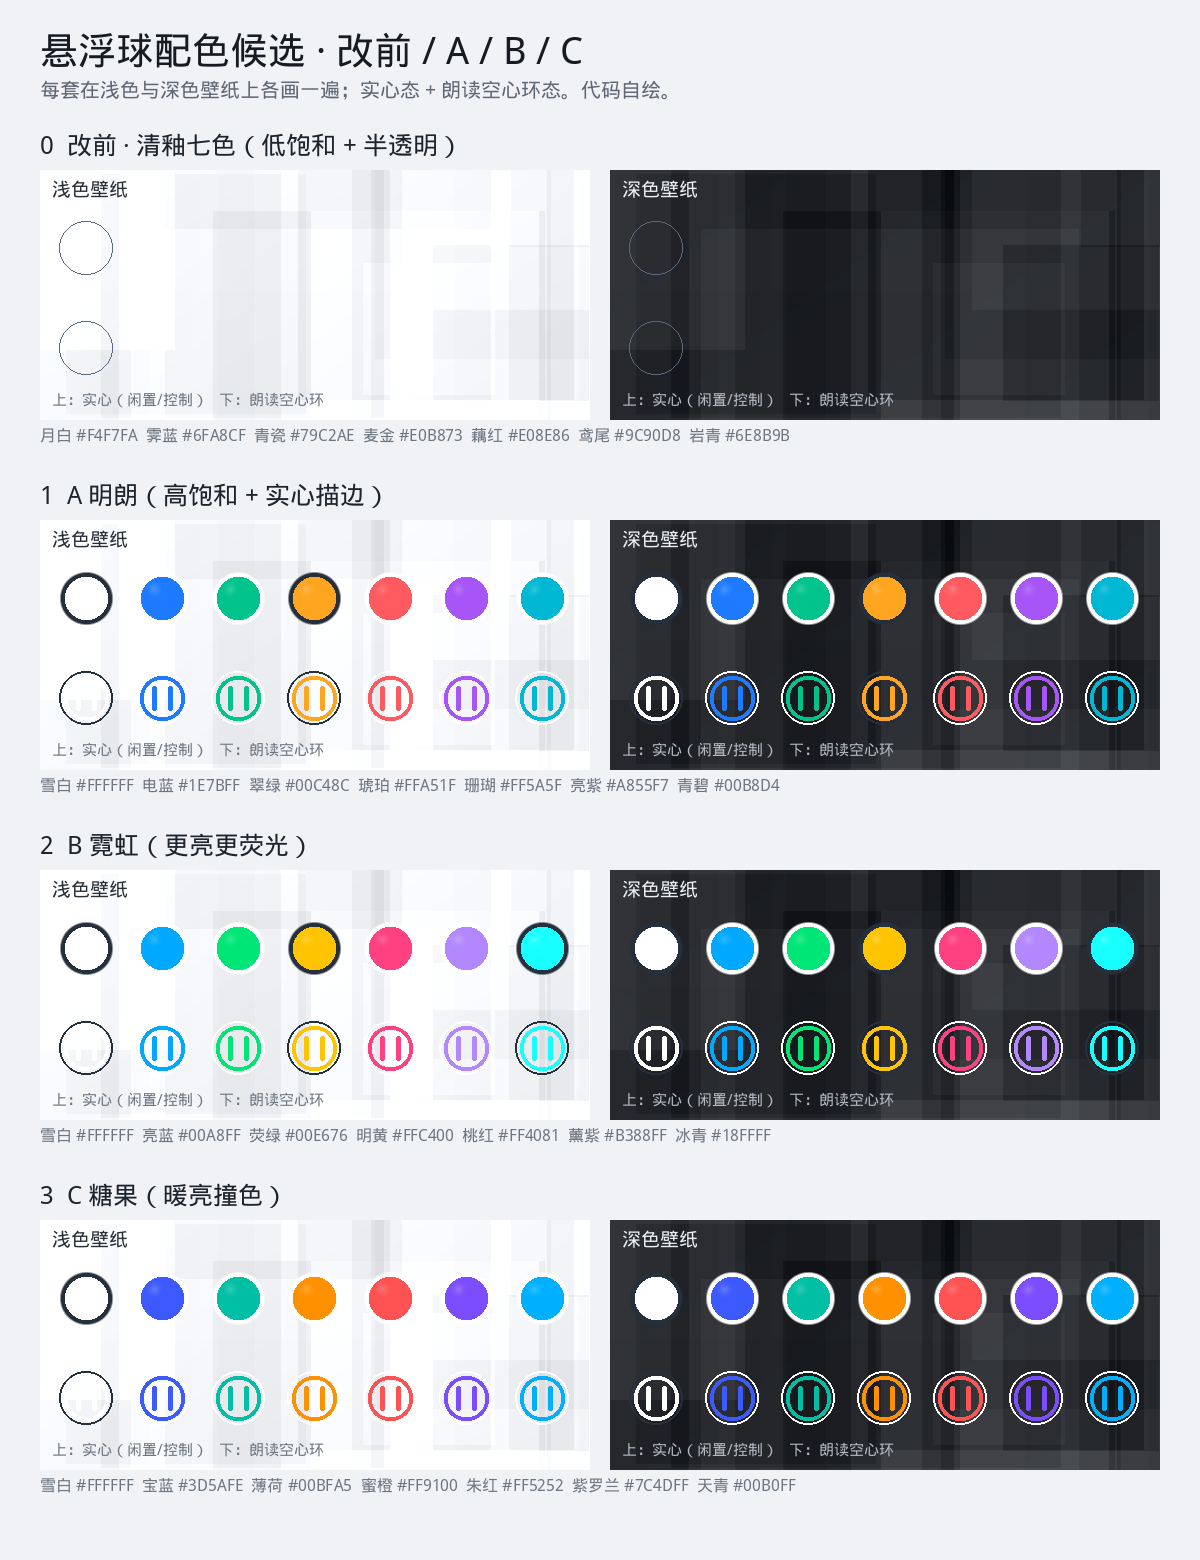 悬浮球配色候选 · 改前 / A / B / C
每套在浅色与深色壁纸上各画一遍；实心态 + 朗读空心环态。代码自绘。
0 改前 · 清釉七色（低饱和 + 半透明）
浅色壁纸
上：实心（闲置/控制） 下：朗读空心环
深色壁纸
上：实心（闲置/控制） 下：朗读空心环
月白 #F4F7FA 霁蓝 #6FA8CF 青瓷 #79C2AE 麦金 #E0B873 藕红 #E08E86 鸢尾 #9C90D8 岩青 #6E8B9B
1 A 明朗（高饱和 + 实心描边）
浅色壁纸
上：实心（闲置/控制） 下：朗读空心环
深色壁纸
上：实心（闲置/控制） 下：朗读空心环
雪白 #FFFFFF 电蓝 #1E7BFF 翠绿 #00C48C 琥珀 #FFA51F 珊瑚 #FF5A5F 亮紫 #A855F7 青碧 #00B8D4
2 B 霓虹（更亮更荧光）
浅色壁纸
上：实心（闲置/控制） 下：朗读空心环
深色壁纸
上：实心（闲置/控制） 下：朗读空心环
雪白 #FFFFFF 亮蓝 #00A8FF 荧绿 #00E676 明黄 #FFC400 桃红 #FF4081 薰紫 #B388FF 冰青 #18FFFF
3 C 糖果（暖亮撞色）
浅色壁纸
上：实心（闲置/控制） 下：朗读空心环
深色壁纸
上：实心（闲置/控制） 下：朗读空心环
雪白 #FFFFFF 宝蓝 #3D5AFE 薄荷 #00BFA5 蜜橙 #FF9100 朱红 #FF5252 紫罗兰 #7C4DFF 天青 #00B0FF